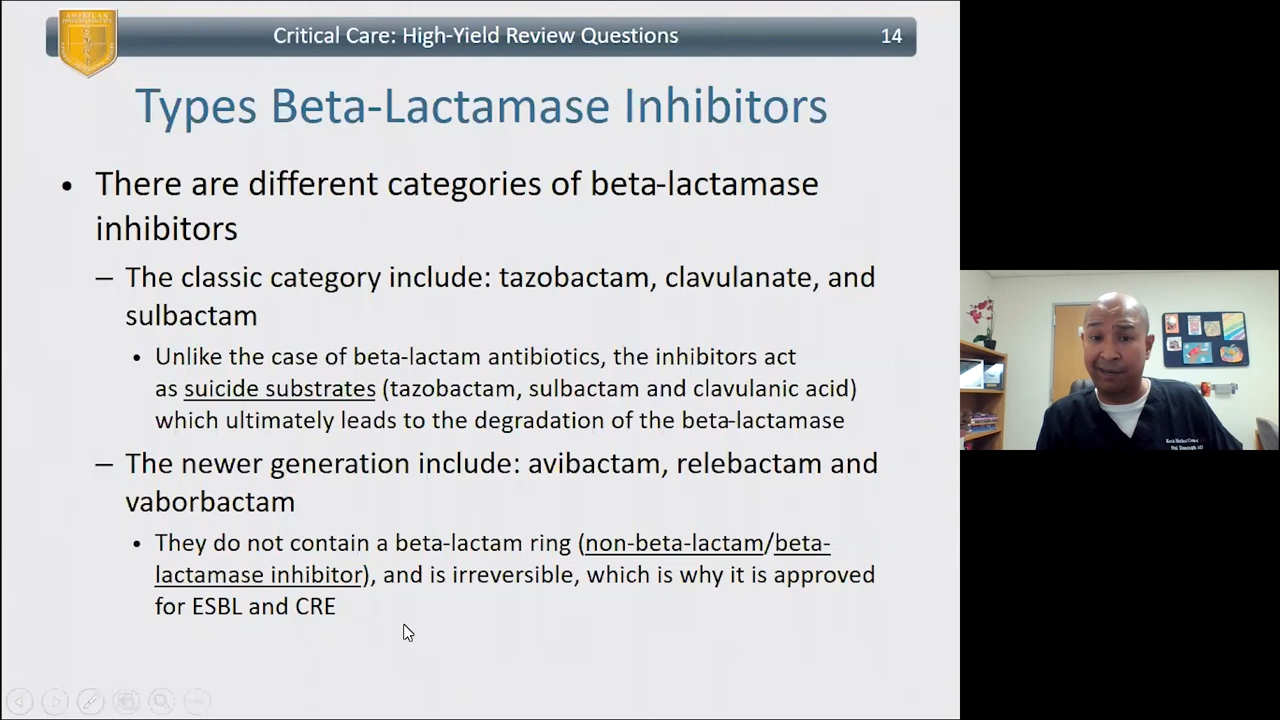 Critical Care: High-Yield Review Questions 14
Types Beta-Lactamase Inhibitors
• There are different categories of beta-lactamase
inhibitors
– The classic category include: tazobactam, clavulanate, and
sulbactam
• Unlike the case of beta-lactam antibiotics, the inhibitors act
as suicide substrates (tazobactam, sulbactam and clavulanic acid)
which ultimately leads to the degradation of the beta-lactamase
– The newer generation include: avibactam, relebactam and
vaborbactam
• They do not contain a beta-lactam ring (non-beta-lactam/beta-
lactamase inhibitor), and is irreversible, which is why it is approved
for ESBL and CRE